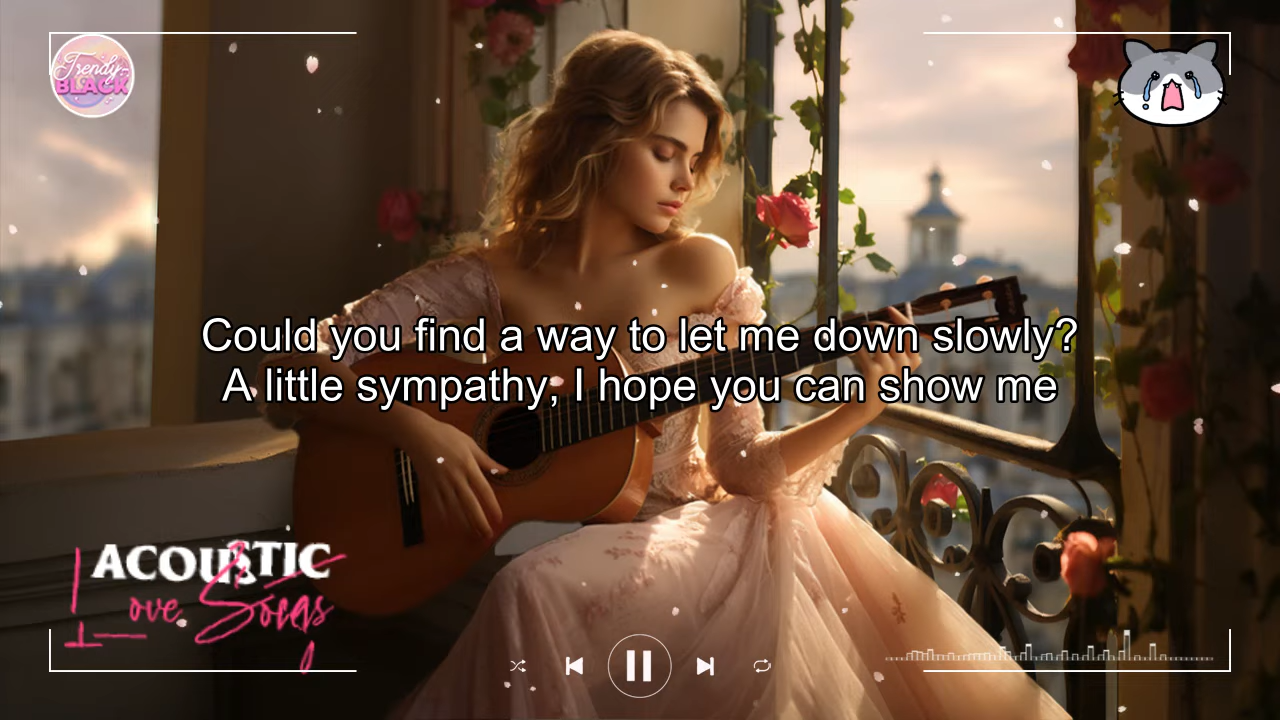 Trendy
BLACK
Could you find a way to let me down slowly?
A little sympathy, I hope you can show me
ACOUSTIC
Love Songs